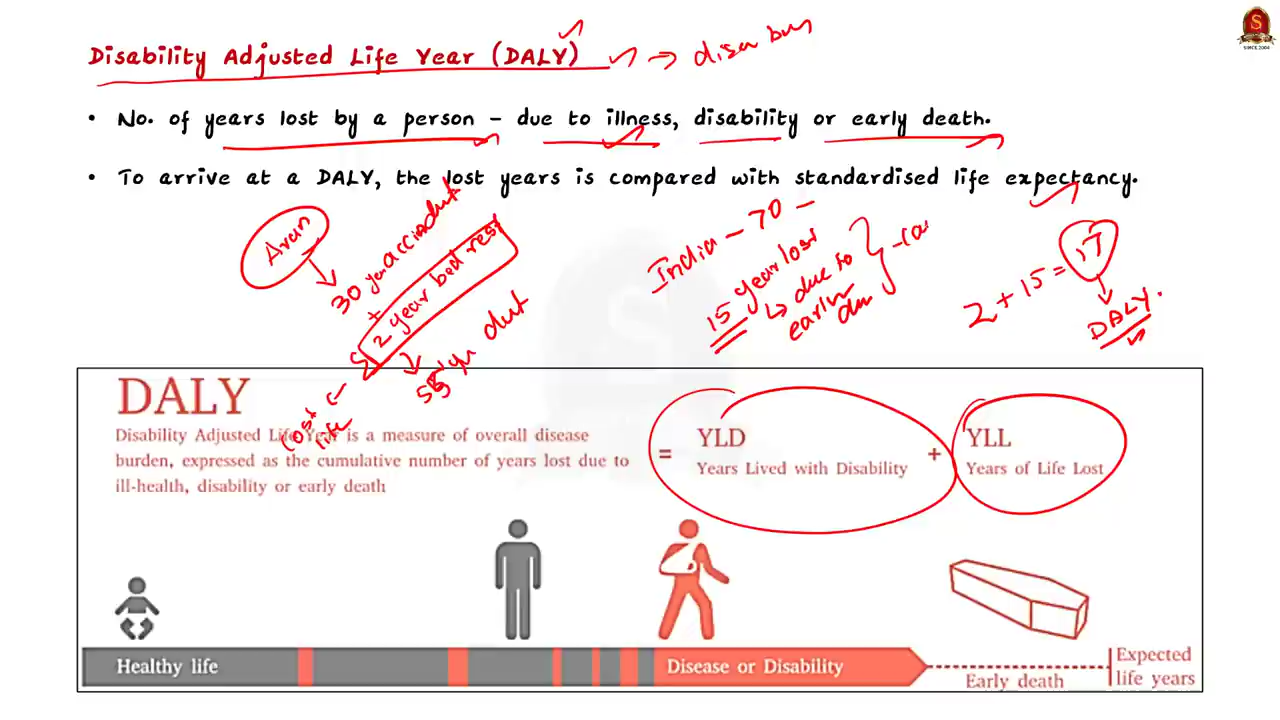 Disability Adjusted Life Year (DALY) → disa bur
• No. of years lost by a person - due to illness, disability or early death.
• To arrive at a DALY, the lost years is compared with standardised life expectancy.
Arun
30 year accident
+
2 year bed rest
55 yr
lost
life
India - 70 -
15 year lost
due to
2 + 15 = 17
DALY.
DALY
Disability Adjusted Life Year is a measure of overall disease
burden, expressed as the cumulative number of years lost due to
ill-health, disability or early death
= YLD + YLL
Years Lived with Disability
Years of Life Lost
Healthy life
Disease or Disability
Early death
Expected
life years
S
SINCE 2004